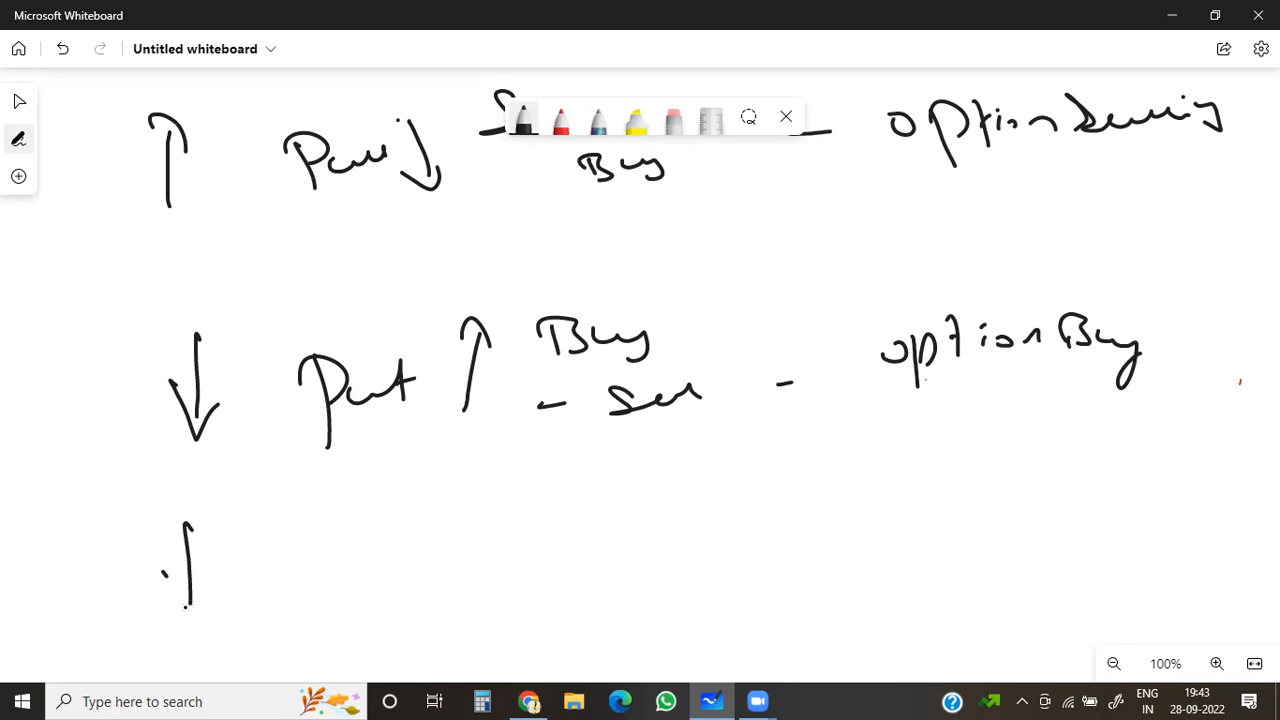 Microsoft Whiteboard
Untitled whiteboard
Put
Buy
option Selling
Put
Buy
- Sell -
option Buy
100%
Type here to search
ENG
IN
19:43
28-09-2022